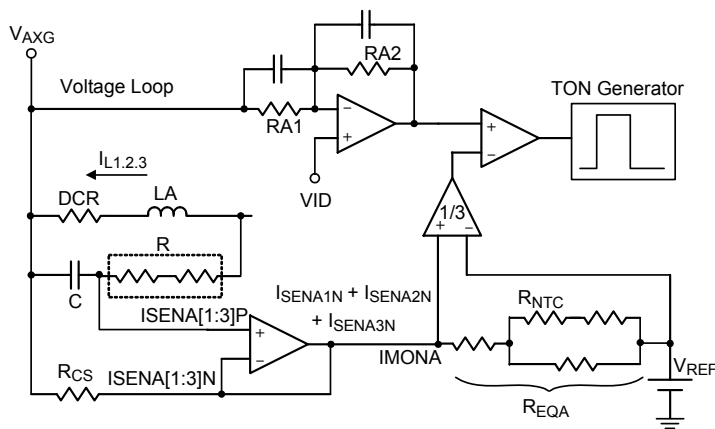 VAXG
Voltage Loop
RA2
RA1
TON Generator
VID
+
-
+
-
IL1.2.3
DCR
LA
1/3
+ -
R
C
ISENA1N + ISENA2N
+ ISENA3N
RNTC
ISENA[1:3]P
+
-
IMONA
VREF
RCS
ISENA[1:3]N
REQA